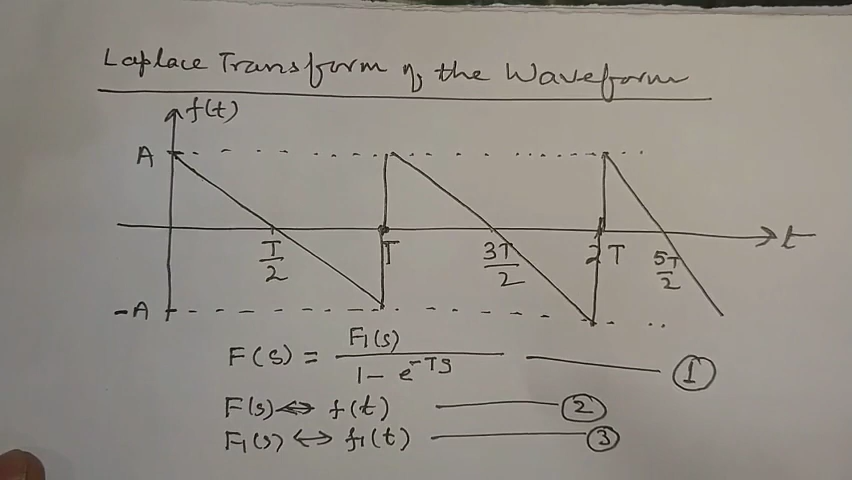 Laplace Transform of the Waveform
f(t)
A
T/2 T 3T/2 2T 5T/2 t
-A
F(s) = F₁(s) / 1 - e^-TS ①
F(s) ⟺ f(t) ②
F₁(s) ⟷ f₁(t) ③